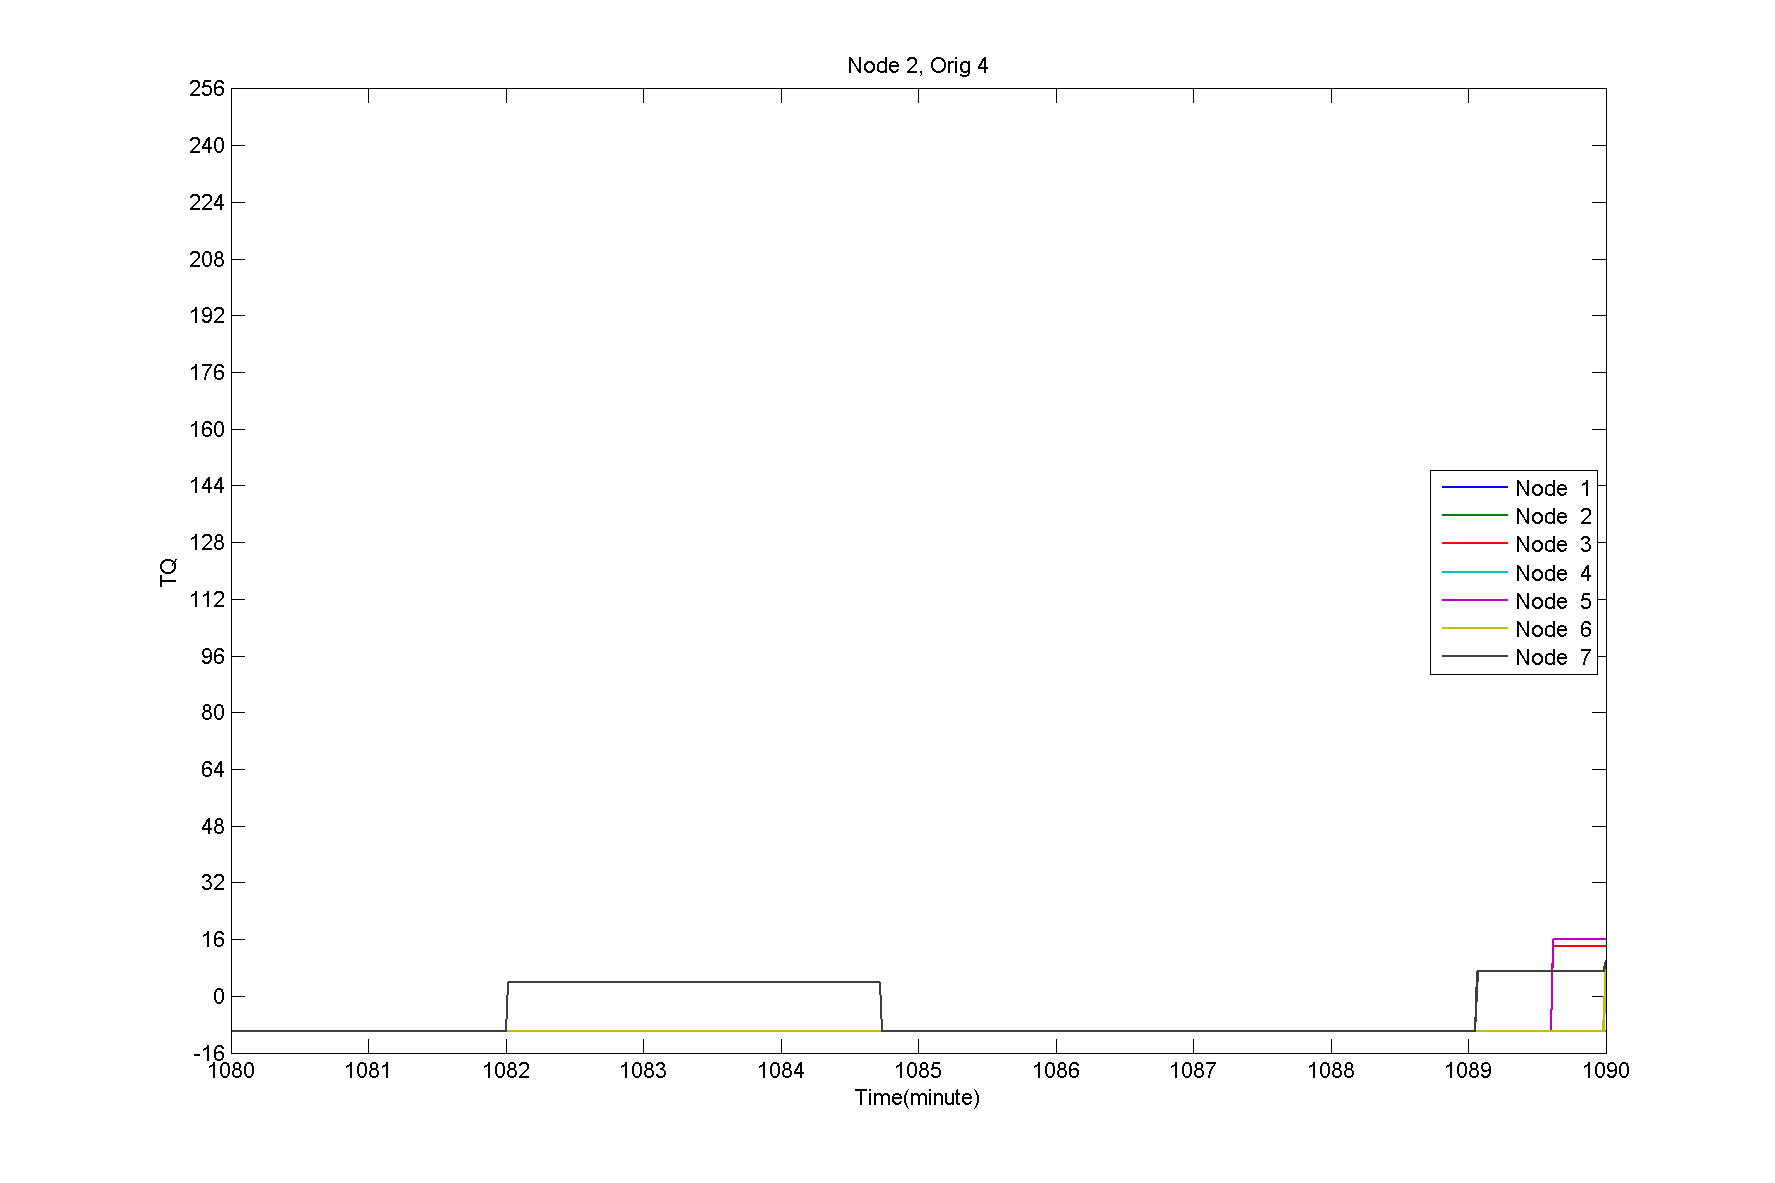 Node 2, Orig 4
256
240
224
208
192
176
160
144
128
112
96
80
64
48
32
16
0
-16
TQ
Node 1
Node 2
Node 3
Node 4
Node 5
Node 6
Node 7
1080 1081 1082 1083 1084 1085 1086 1087 1088 1089 1090
Time(minute)